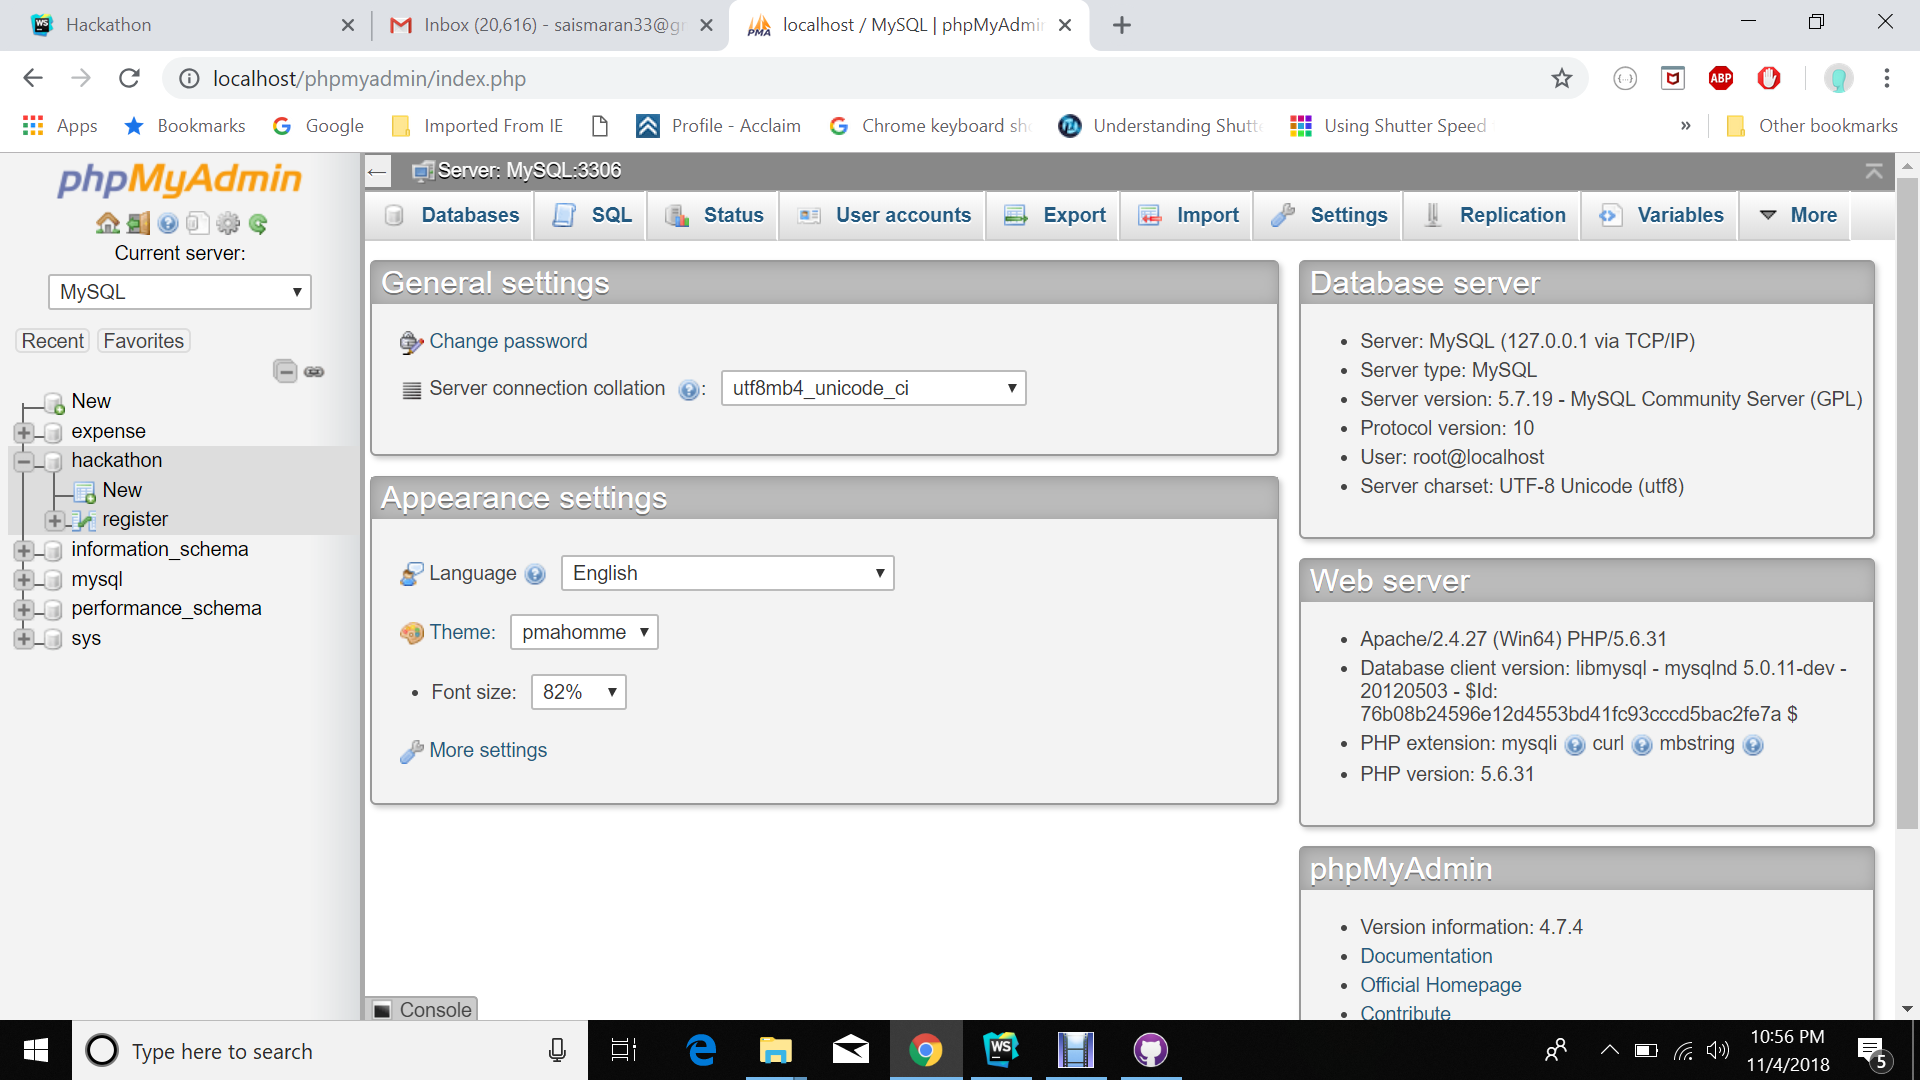 Hackathon
Inbox (20,616) - saismaran33@gr
localhost / MySQL | phpMyAdmin
localhost/phpmyadmin/index.php
Apps
Bookmarks
Google
Imported From IE
Profile - Acclaim
Chrome keyboard sho
Understanding Shutte
Using Shutter Speed
»
Other bookmarks
phpMyAdmin
Current server:
MySQL
Recent
Favorites
New
expense
hackathon
New
register
information_schema
mysql
performance_schema
sys
Server: MySQL:3306
Databases
SQL
Status
User accounts
Export
Import
Settings
Replication
Variables
More
General settings
Change password
Server connection collation :
utf8mb4_unicode_ci
Appearance settings
Language
English
Theme:
pmahomme
Font size:
82%
More settings
Database server
Server: MySQL (127.0.0.1 via TCP/IP)
Server type: MySQL
Server version: 5.7.19 - MySQL Community Server (GPL)
Protocol version: 10
User: root@localhost
Server charset: UTF-8 Unicode (utf8)
Web server
Apache/2.4.27 (Win64) PHP/5.6.31
Database client version: libmysql - mysqlnd 5.0.11-dev -
20120503 - $Id:
76b08b24596e12d4553bd41fc93cccd5bac2fe7a $
PHP extension: mysqli curl mbstring
PHP version: 5.6.31
phpMyAdmin
Version information: 4.7.4
Documentation
Official Homepage
Contribute
Console
Type here to search
WS
10:56 PM
11/4/2018
5